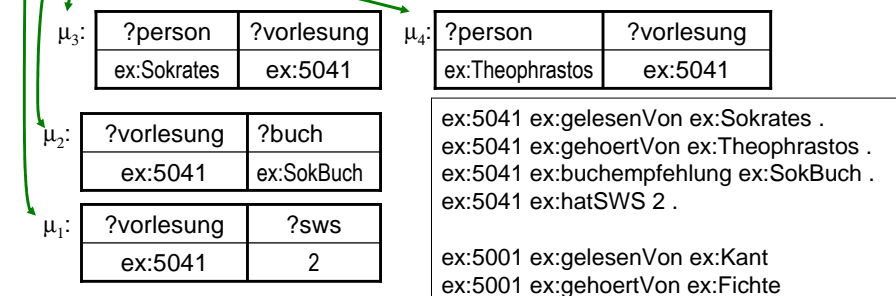 μ3: ?person ?vorlesung
ex:Sokrates ex:5041
μ4: ?person ?vorlesung
ex:Theophrastos ex:5041
μ2: ?vorlesung ?buch
ex:5041 ex:SokBuch
μ1: ?vorlesung ?sws
ex:5041 2
ex:5041 ex:gelesenVon ex:Sokrates .
ex:5041 ex:gehoertVon ex:Theophrastos .
ex:5041 ex:buchempfehlung ex:SokBuch .
ex:5041 ex:hatSWS 2 .
ex:5001 ex:gelesenVon ex:Kant
ex:5001 ex:gehoertVon ex:Fichte